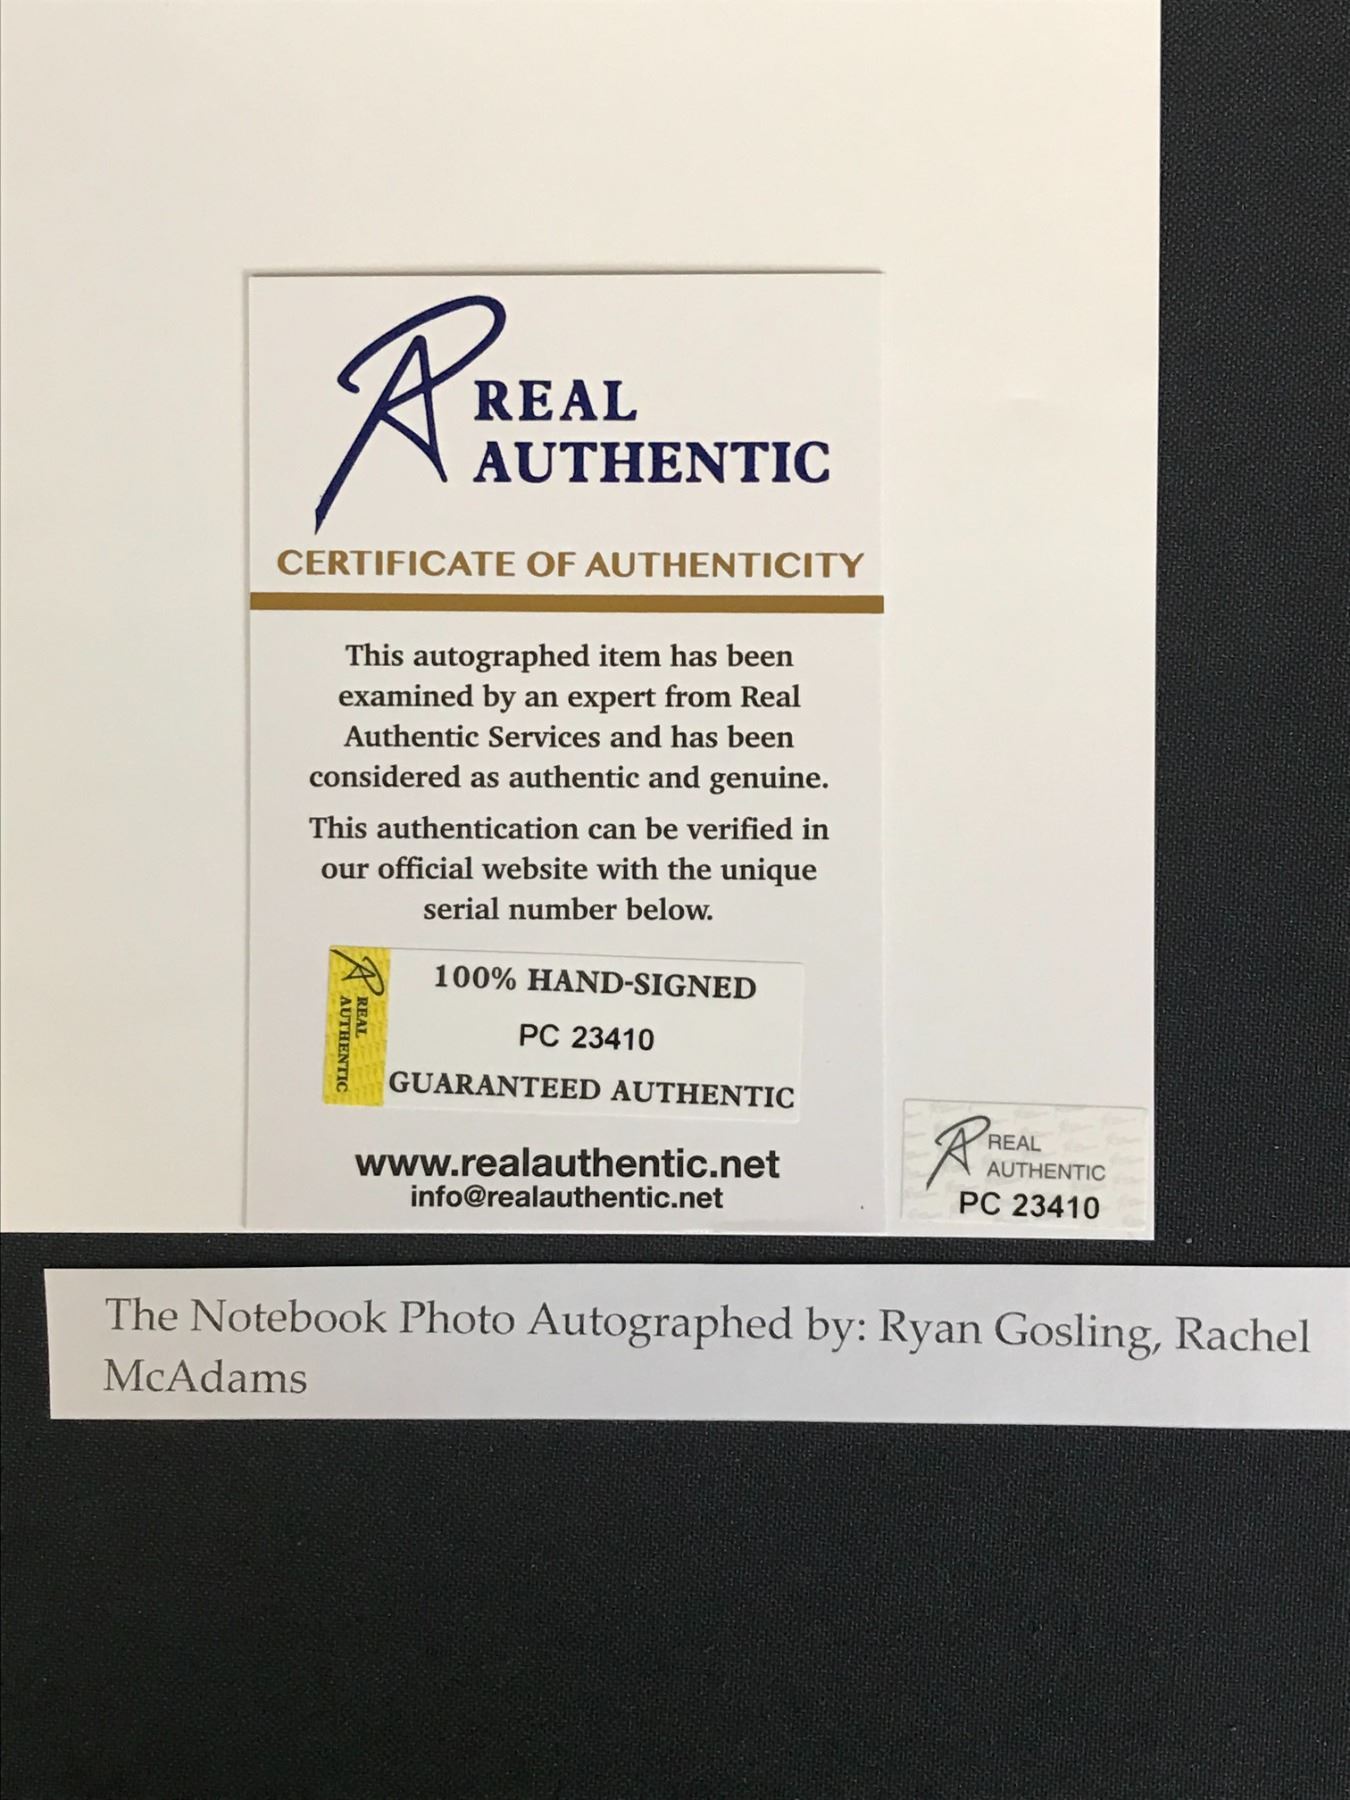 REAL
AUTHENTIC
CERTIFICATE OF AUTHENTICITY
This autographed item has been
examined by an expert from Real
Authentic Services and has been
considered as authentic and genuine.
This authentication can be verified in
our official website with the unique
serial number below.
REAL
AUTHENTIC
100% HAND-SIGNED
PC 23410
GUARANTEED AUTHENTIC
www.realauthentic.net
info@realauthentic.net
REAL
AUTHENTIC
PC 23410
The Notebook Photo Autographed by: Ryan Gosling, Rachel
McAdams